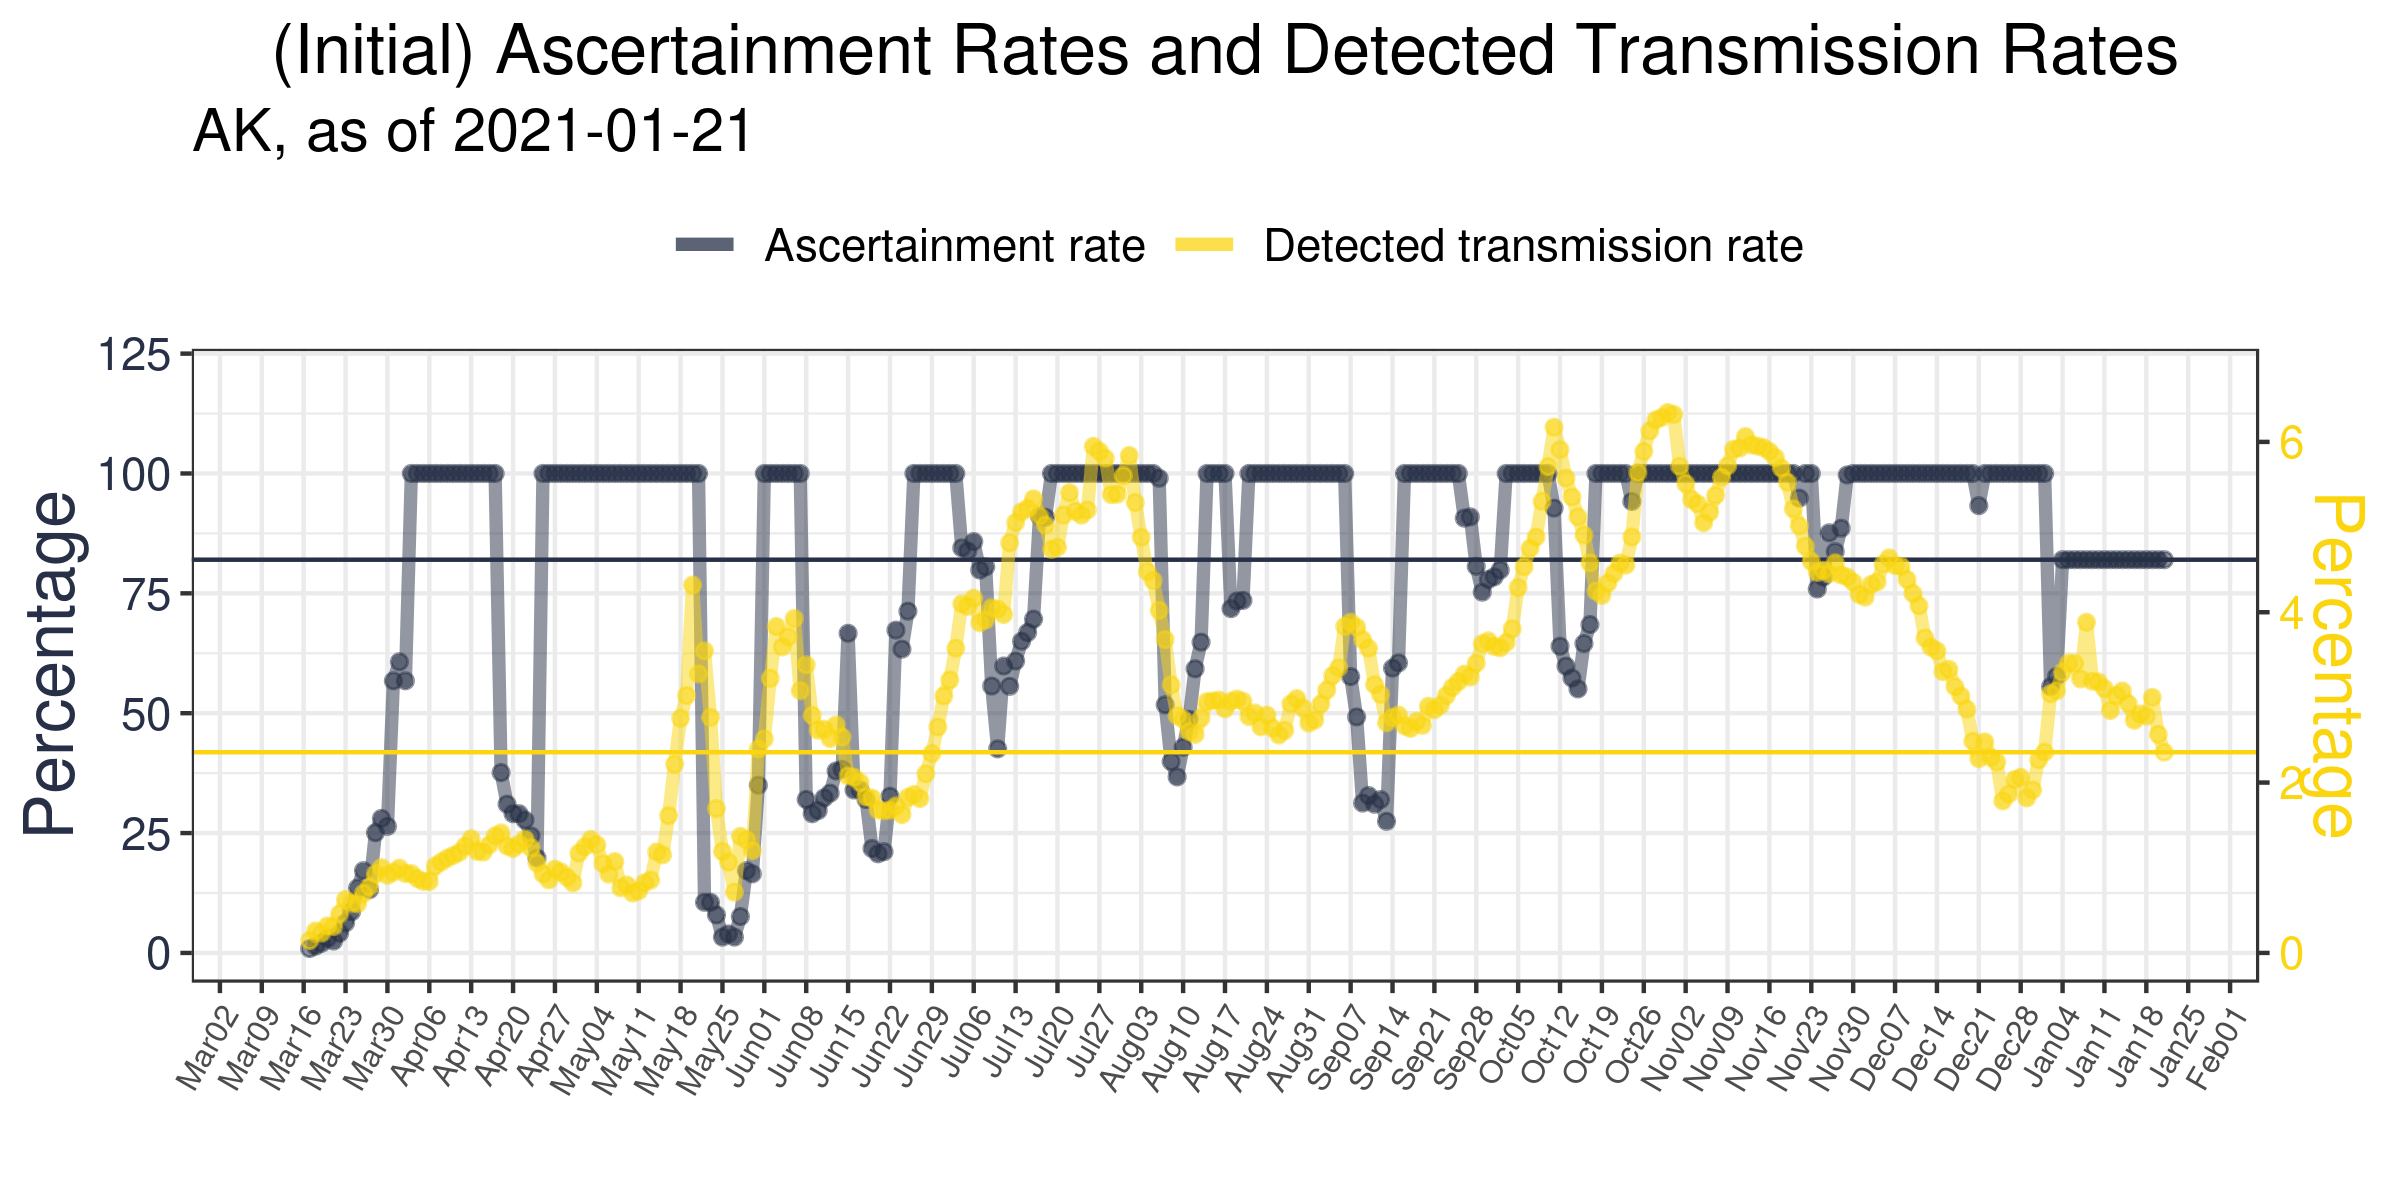 (Initial) Ascertainment Rates and Detected Transmission Rates
AK, as of 2021-01-21
Ascertainment rate
Detected transmission rate
Percentage
125
100
75
50
25
0
6
4
2
0
Percentage
Mar02
Mar09
Mar16
Mar23
Mar30
Apr06
Apr13
Apr20
Apr27
May04
May11
May18
May25
Jun01
Jun08
Jun15
Jun22
Jun29
Jul06
Jul13
Jul20
Jul27
Aug03
Aug10
Aug17
Aug24
Aug31
Sep07
Sep14
Sep21
Sep28
Oct05
Oct12
Oct19
Oct26
Nov02
Nov09
Nov16
Nov23
Nov30
Dec07
Dec14
Dec21
Dec28
Jan04
Jan11
Jan18
Jan25
Feb01